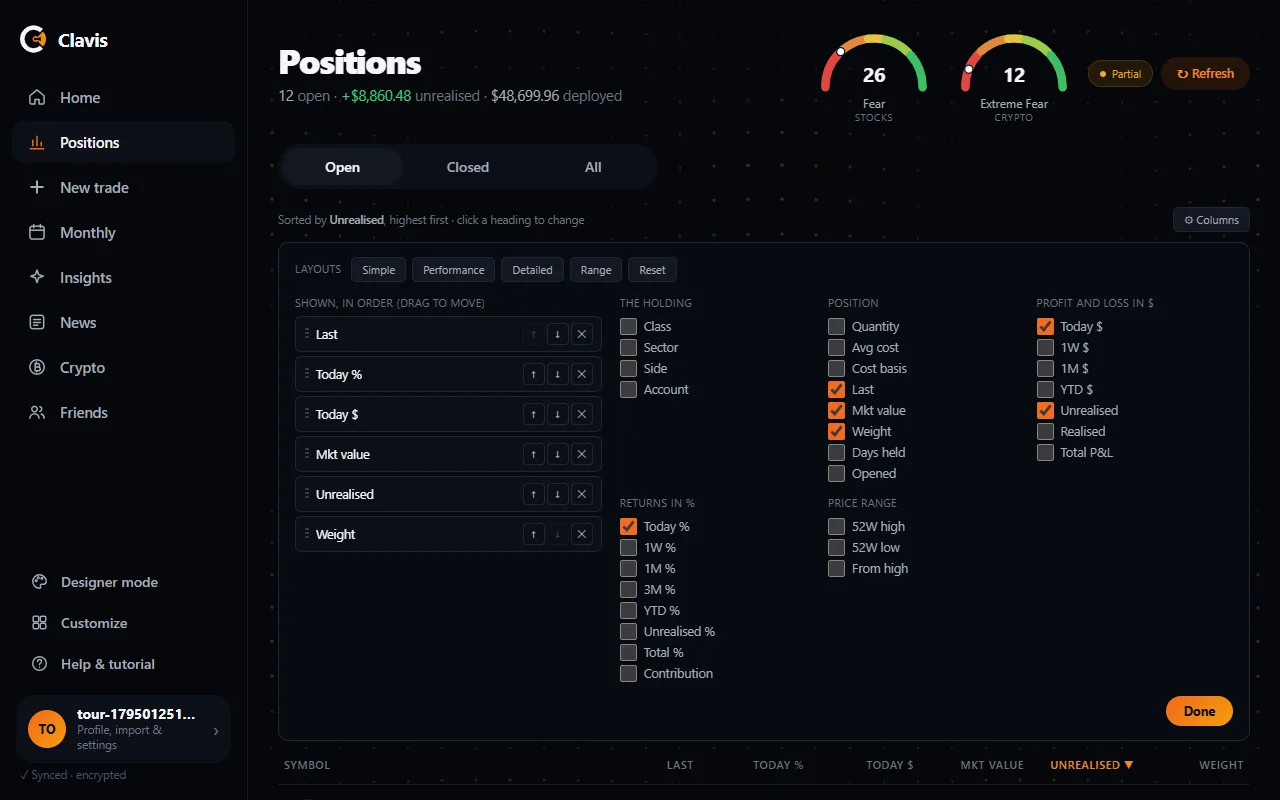 Clavis
Home
Positions
New trade
Monthly
Insights
News
Crypto
Friends
Designer mode
Customize
Help & tutorial
TO
tour-179501251...
Profile, import &
settings
✓ Synced · encrypted
Positions
12 open · +$8,860.48 unrealised · $48,699.96 deployed
26
Fear
STOCKS
12
Extreme Fear
CRYPTO
Partial
↻ Refresh
Open
Closed
All
Sorted by Unrealised, highest first · click a heading to change
⚙ Columns
LAYOUTS
Simple
Performance
Detailed
Range
Reset
SHOWN, IN ORDER (DRAG TO MOVE)
Last
Today %
Today $
Mkt value
Unrealised
Weight
THE HOLDING
Class
Sector
Side
Account
POSITION
Quantity
Avg cost
Cost basis
Last
Mkt value
Weight
Days held
Opened
PROFIT AND LOSS IN $
Today $
1W $
1M $
YTD $
Unrealised
Realised
Total P&L
RETURNS IN %
Today %
1W %
1M %
3M %
YTD %
Unrealised %
Total %
Contribution
PRICE RANGE
52W high
52W low
From high
Done
SYMBOL LAST TODAY % TODAY $ MKT VALUE UNREALISED ▼ WEIGHT